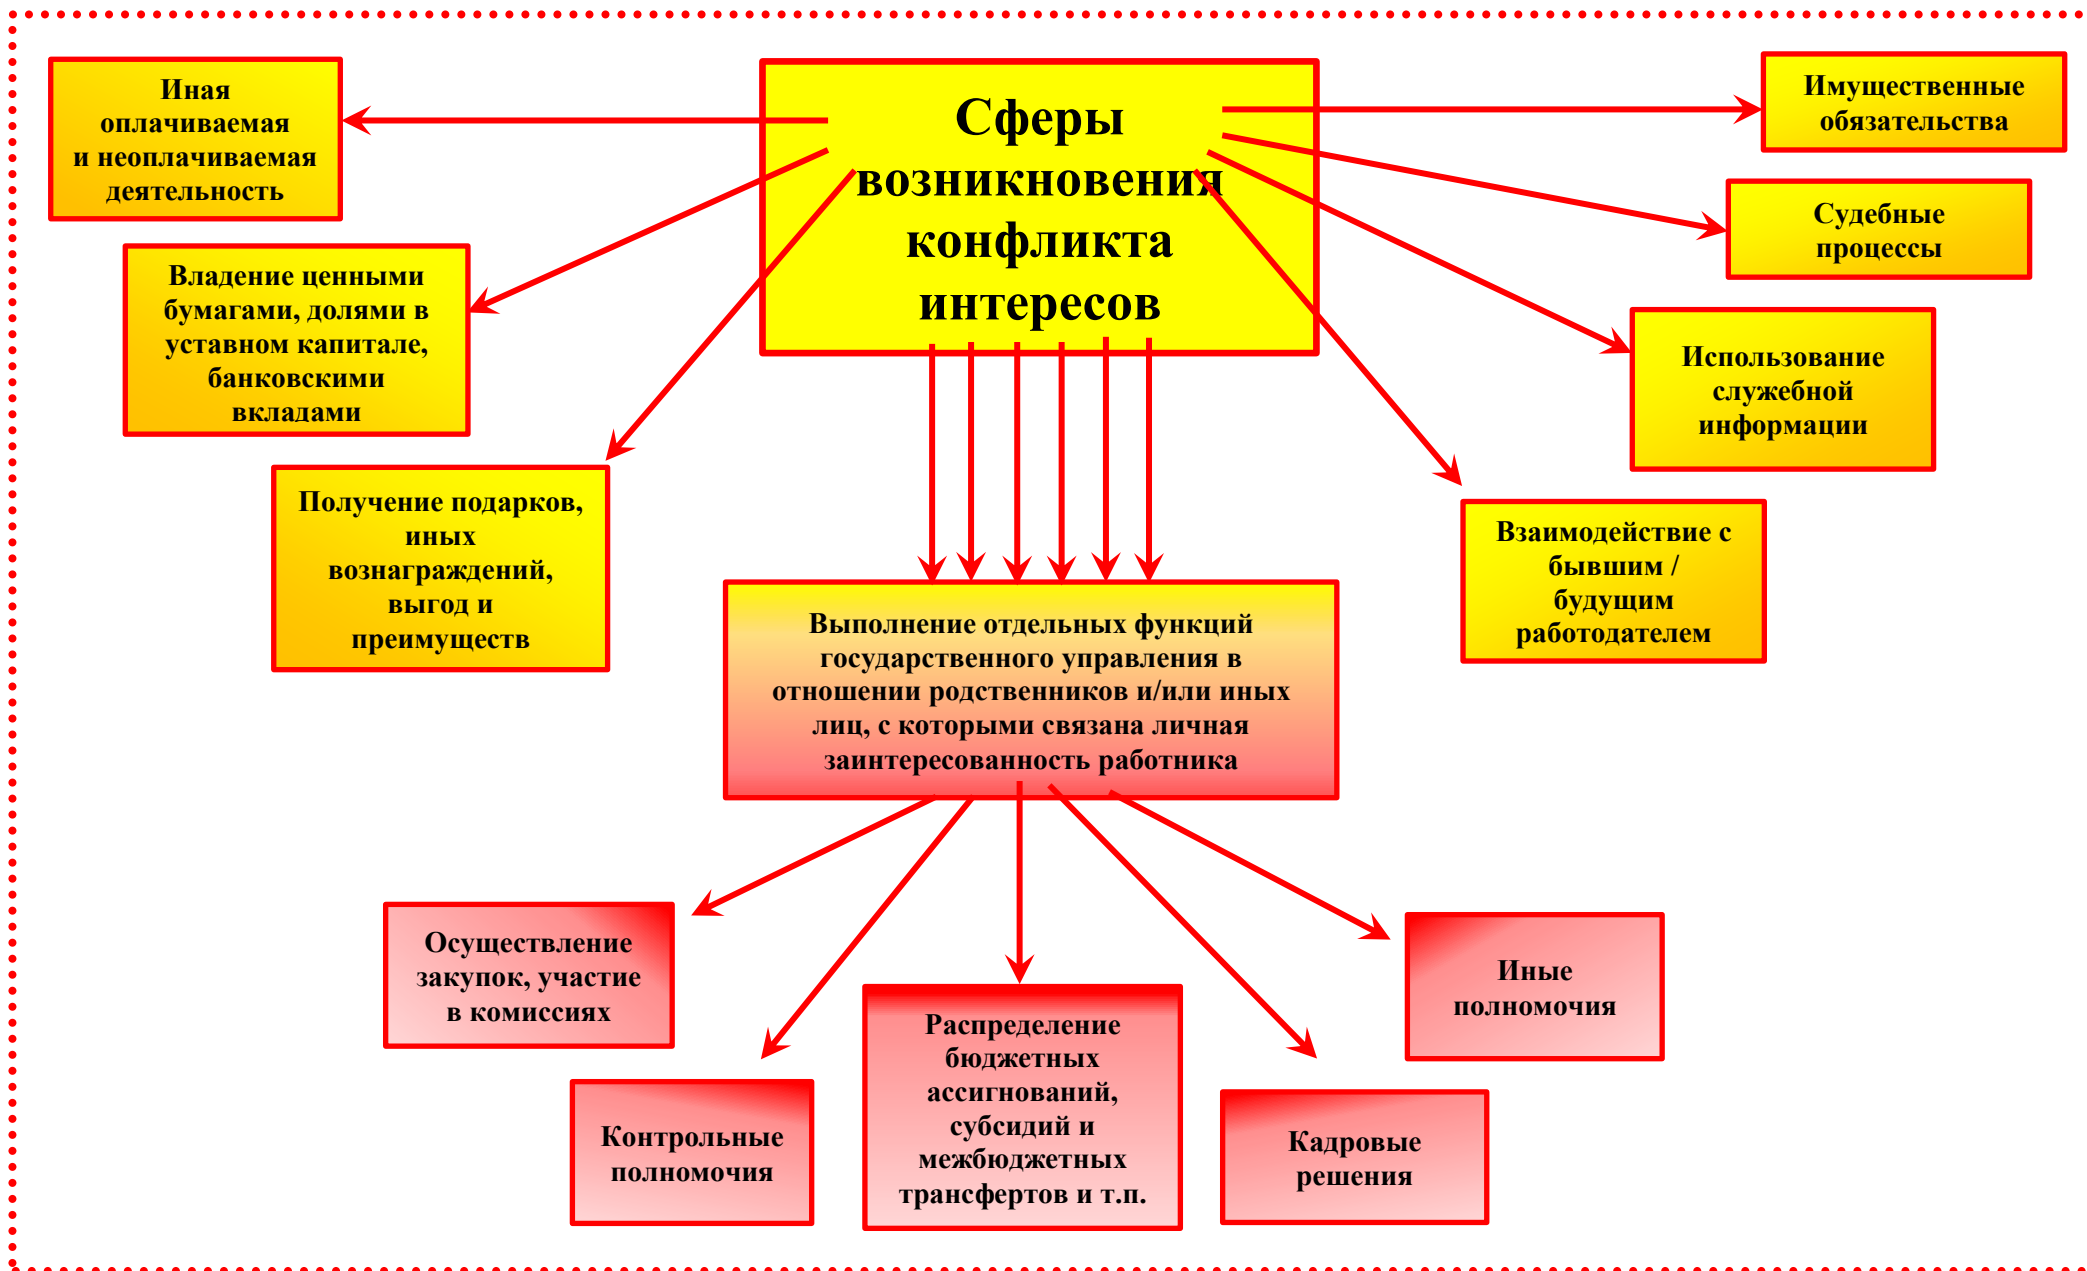 Сферы
возникновения
конфликта
интересов
Иная
оплачиваемая
и неоплачиваемая
деятельность
Владение ценными
бумагами, долями в
уставном капитале,
банковскими
вкладами
Получение подарков,
иных
вознаграждений,
выгод и
преимуществ
Имущественные
обязательства
Судебные
процессы
Использование
служебной
информации
Взаимодействие с
бывшим /
будущим
работодателем
Выполнение отдельных функций
государственного управления в
отношении родственников и/или иных
лиц, с которыми связана личная
заинтересованность работника
Осуществление
закупок, участие
в комиссиях
Контрольные
полномочия
Распределение
бюджетных
ассигнований,
субсидий и
межбюджетных
трансфертов и т.п.
Кадровые
решения
Иные
полномочия